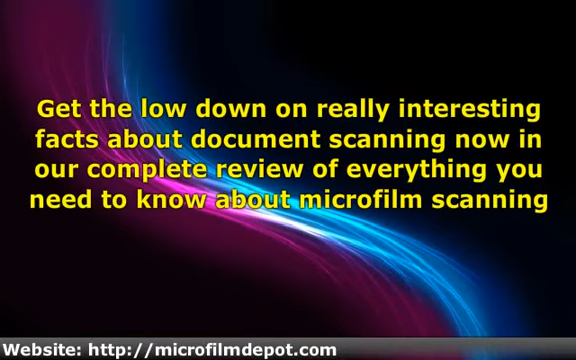 Get the low down on really interesting
facts about document scanning now in
our complete review of everything you
need to know about microfilm scanning
Website: http://microfilmdepot.com